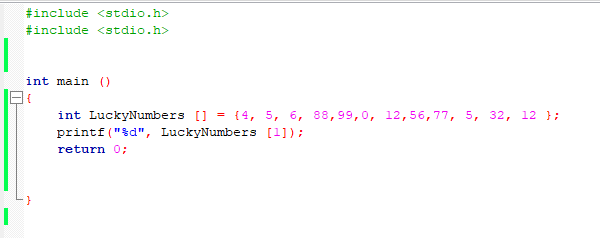 #include <stdio.h>
#include <stdio.h>
int main ()
{
int LuckyNumbers [] = {4, 5, 6, 88,99,0, 12,56,77, 5, 32, 12 };
printf("%d", LuckyNumbers [1]);
return 0;
}